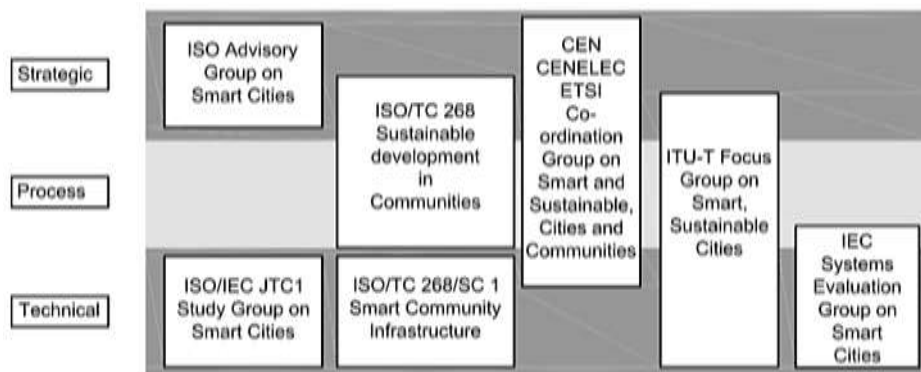 Strategic
Process
Technical
ISO Advisory
Group on
Smart Cities
ISO/IEC JTC1
Study Group on
Smart Cities
ISO/TC 268
Sustainable
development
in
Communities
ISO/TC 268/SC 1
Smart Community
Infrastructure
CEN
CENELEC
ETSI
Co-
ordination
Group on
Smart and
Sustainable,
Cities and
Communities
ITU-T Focus
Group on
Smart,
Sustainable
Cities
IEC
Systems
Evaluation
Group on
Smart
Cities